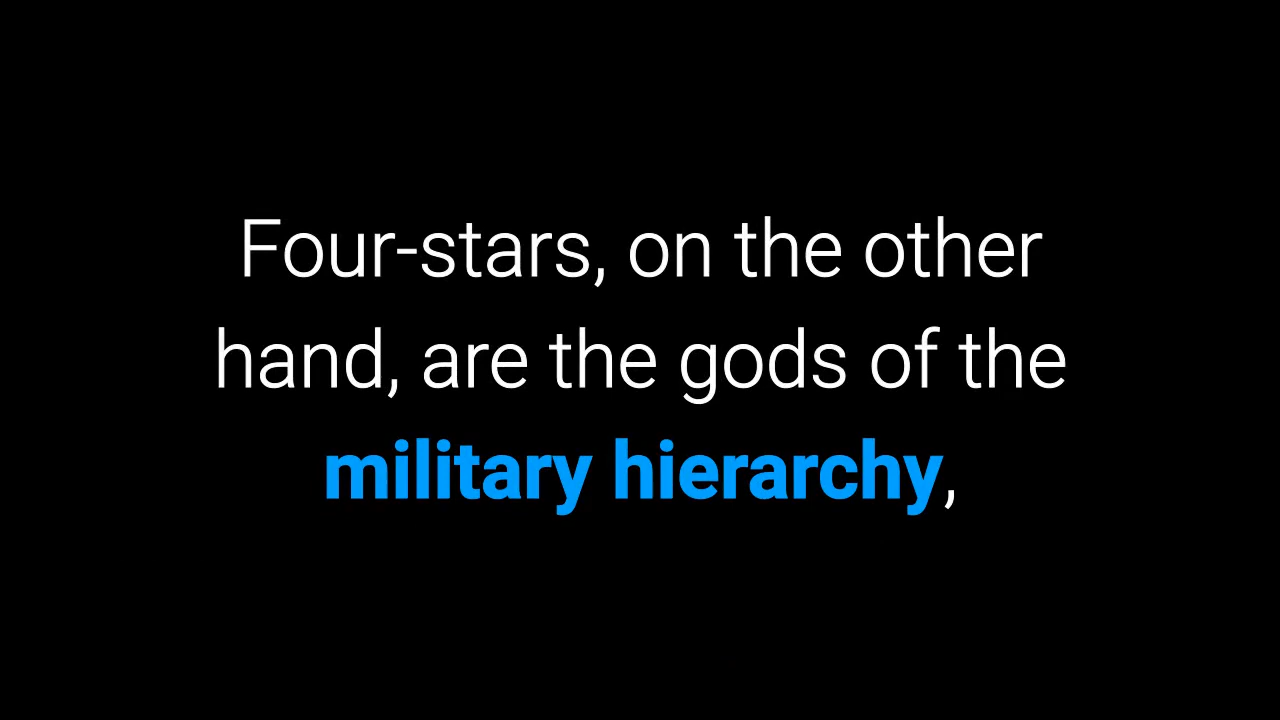 Four-stars, on the other
hand, are the gods of the
military hierarchy,